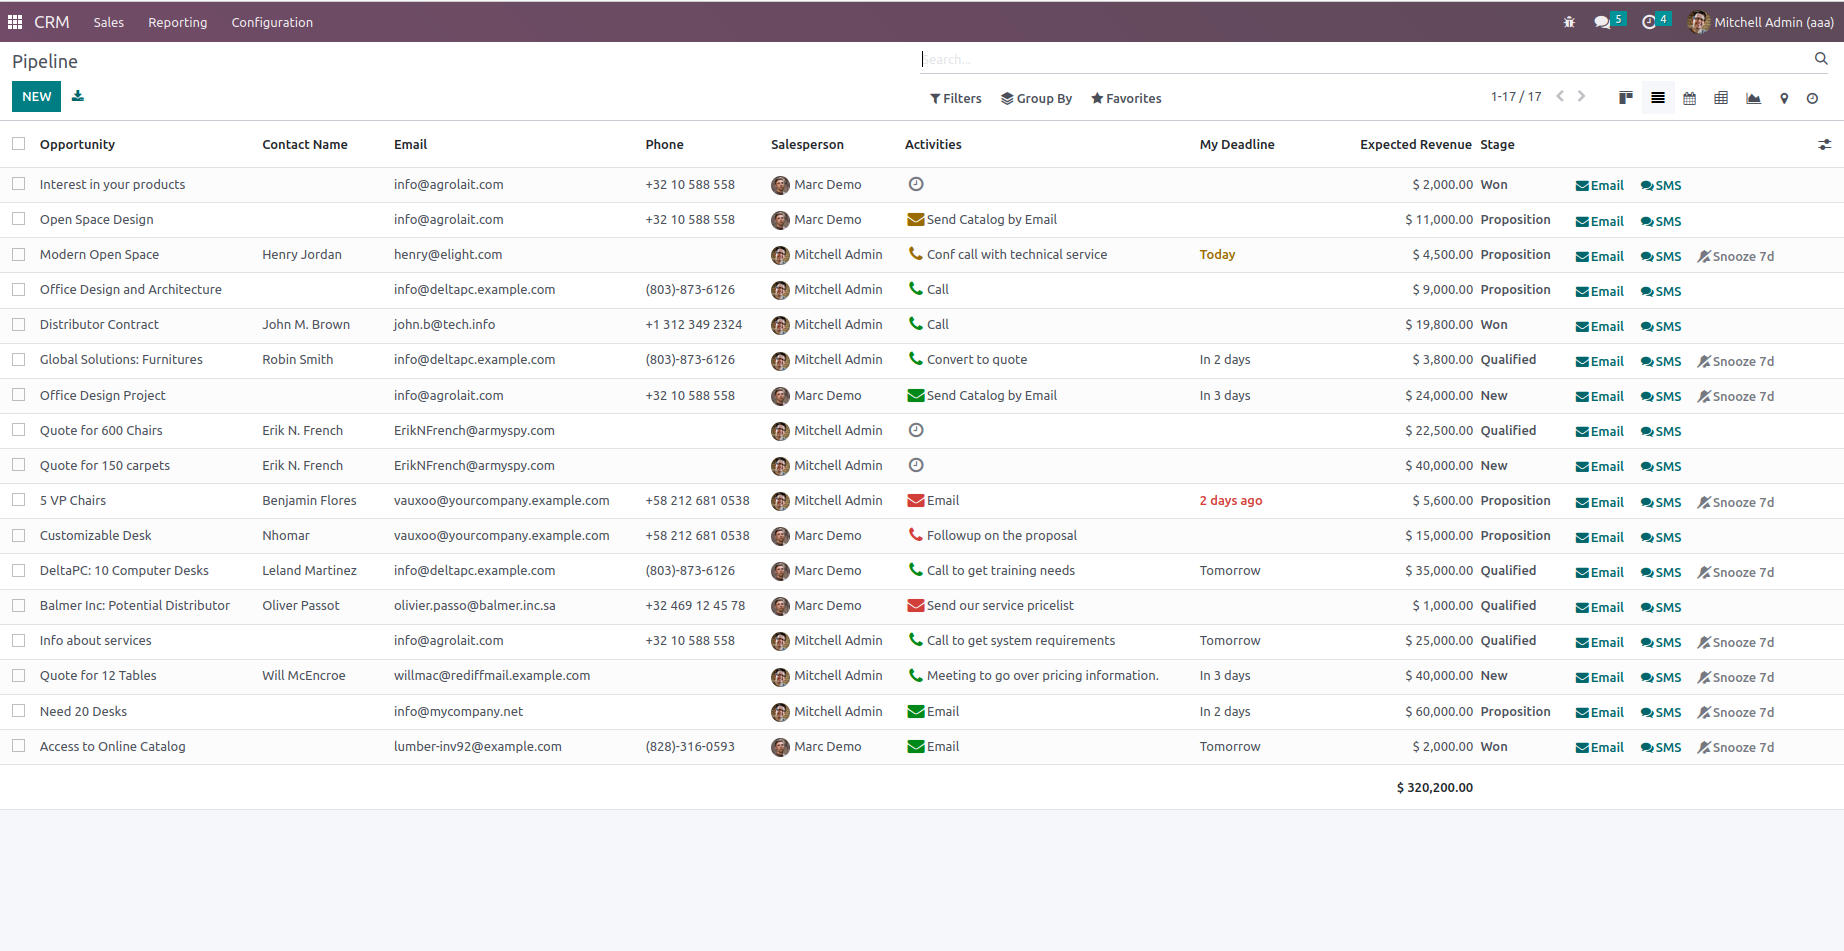 CRM Sales Reporting Configuration 5 4 Mitchell Admin (aaa)
Pipeline Search...
NEW Filters Group By Favorites 1-17 / 17
Opportunity Contact Name Email Phone Salesperson Activities My Deadline Expected Revenue Stage
Interest in your products info@agrolait.com +32 10 588 558 Marc Demo $ 2,000.00 Won Email SMS
Open Space Design info@agrolait.com +32 10 588 558 Marc Demo Send Catalog by Email $ 11,000.00 Proposition Email SMS
Modern Open Space Henry Jordan henry@elight.com Mitchell Admin Conf call with technical service Today $ 4,500.00 Proposition Email SMS Snooze 7d
Office Design and Architecture info@deltapc.example.com (803)-873-6126 Mitchell Admin Call $ 9,000.00 Proposition Email SMS
Distributor Contract John M. Brown john.b@tech.info +1 312 349 2324 Mitchell Admin Call $ 19,800.00 Won Email SMS
Global Solutions: Furnitures Robin Smith info@deltapc.example.com (803)-873-6126 Mitchell Admin Convert to quote In 2 days $ 3,800.00 Qualified Email SMS Snooze 7d
Office Design Project info@agrolait.com +32 10 588 558 Marc Demo Send Catalog by Email In 3 days $ 24,000.00 New Email SMS Snooze 7d
Quote for 600 Chairs Erik N. French ErikNFrench@armyspy.com Mitchell Admin $ 22,500.00 Qualified Email SMS
Quote for 150 carpets Erik N. French ErikNFrench@armyspy.com Mitchell Admin $ 40,000.00 New Email SMS
5 VP Chairs Benjamin Flores vauxoo@yourcompany.example.com +58 212 681 0538 Mitchell Admin Email 2 days ago $ 5,600.00 Proposition Email SMS Snooze 7d
Customizable Desk Nhomar vauxoo@yourcompany.example.com +58 212 681 0538 Marc Demo Followup on the proposal $ 15,000.00 Proposition Email SMS
DeltaPC: 10 Computer Desks Leland Martinez info@deltapc.example.com (803)-873-6126 Marc Demo Call to get training needs Tomorrow $ 35,000.00 Qualified Email SMS Snooze 7d
Balmer Inc: Potential Distributor Oliver Passot olivier.passo@balmer.inc.sa +32 469 12 45 78 Marc Demo Send our service pricelist $ 1,000.00 Qualified Email SMS
Info about services info@agrolait.com +32 10 588 558 Mitchell Admin Call to get system requirements Tomorrow $ 25,000.00 Qualified Email SMS Snooze 7d
Quote for 12 Tables Will McEncroe willmac@rediffmail.example.com Mitchell Admin Meeting to go over pricing information. In 3 days $ 40,000.00 New Email SMS Snooze 7d
Need 20 Desks info@mycompany.net Mitchell Admin Email In 2 days $ 60,000.00 Proposition Email SMS Snooze 7d
Access to Online Catalog lumber-inv92@example.com (828)-316-0593 Marc Demo Email Tomorrow $ 2,000.00 Won Email SMS Snooze 7d
$ 320,200.00